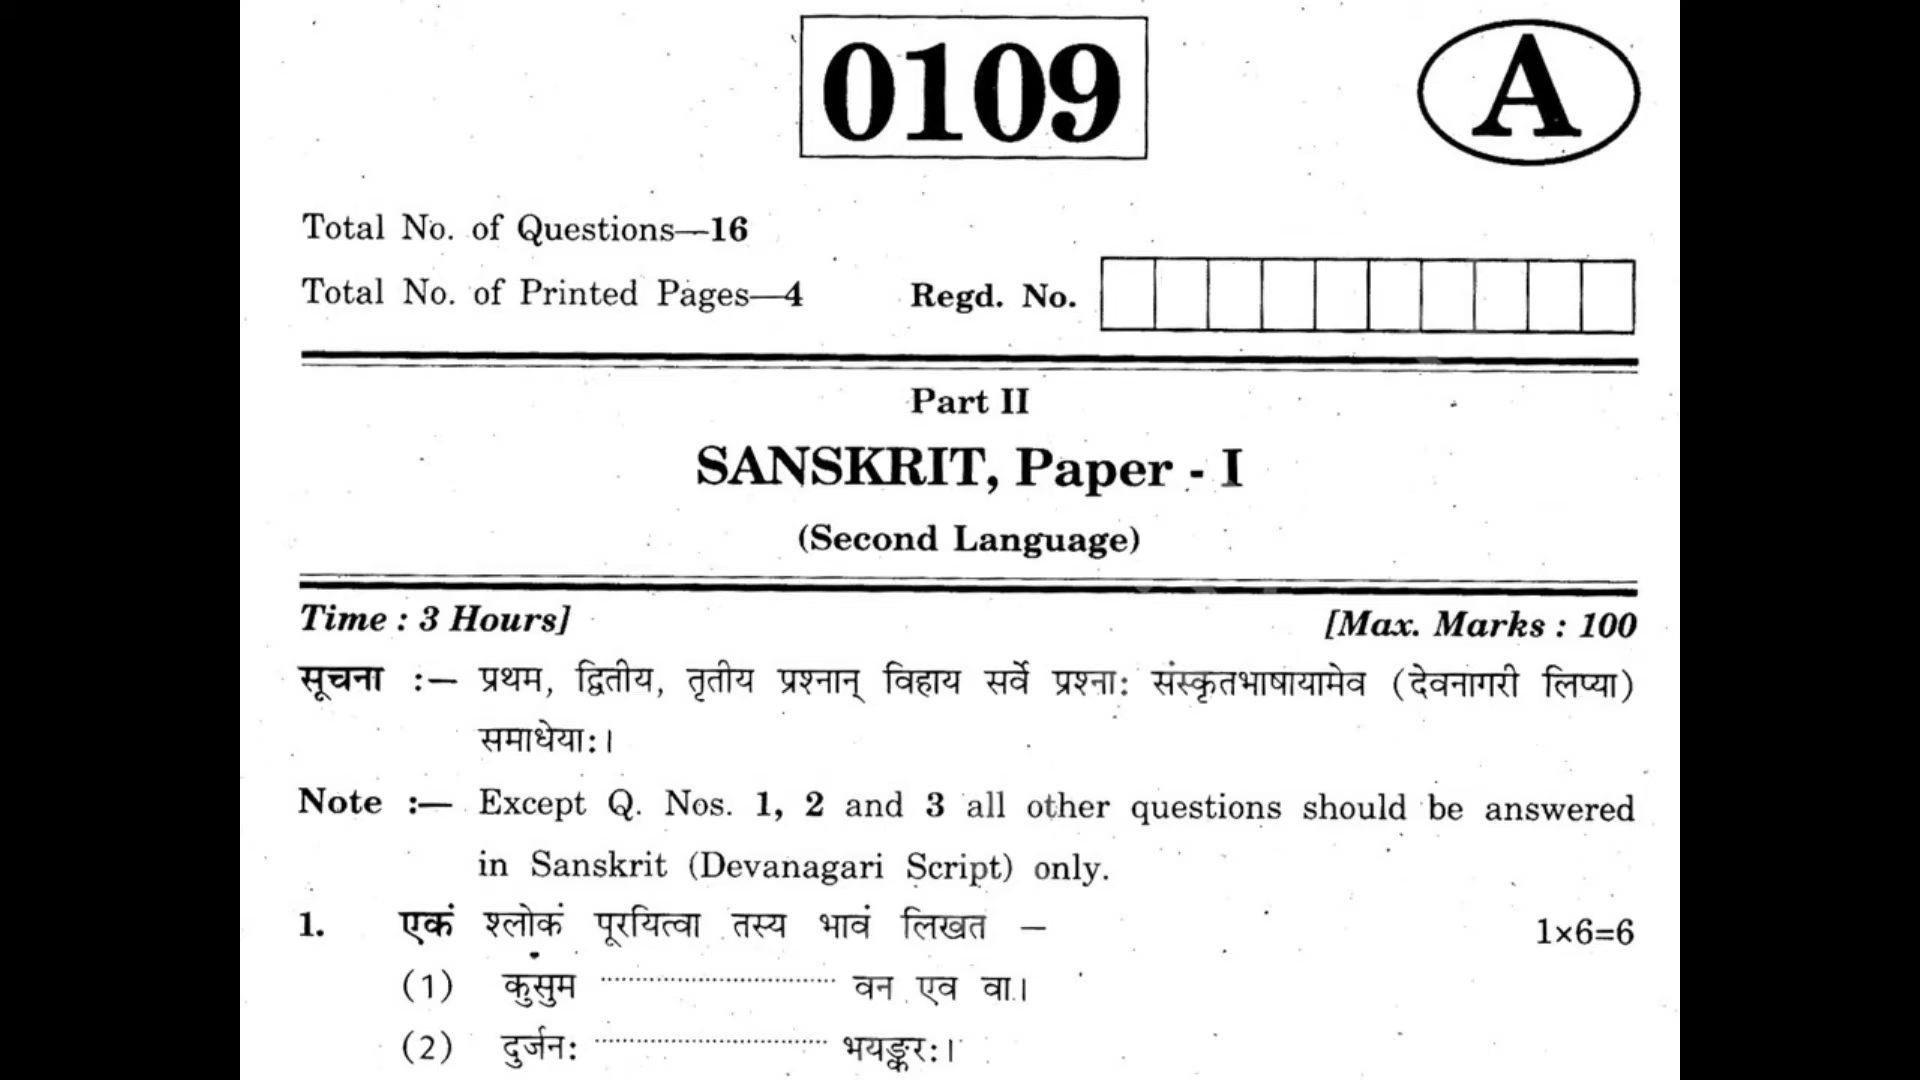 0109
A
Total No. of Questions—16
Total No. of Printed Pages—4 Regd. No.
Part II
SANSKRIT, Paper - I
(Second Language)
Time : 3 Hours] [Max. Marks : 100
सूचना :— प्रथम, द्वितीय, तृतीय प्रश्नान् विहाय सर्वे प्रश्नाः संस्कृतभाषायामेव (देवनागरी लिप्या)
समाधेयाः।
Note :— Except Q. Nos. 1, 2 and 3 all other questions should be answered
in Sanskrit (Devanagari Script) only.
1. एकं श्लोकं पूरयित्वा तस्य भावं लिखत — 1×6=6
(1) कुसुम .............................. वन एव वा।
(2) दुर्जनः .............................. भयङ्करः।